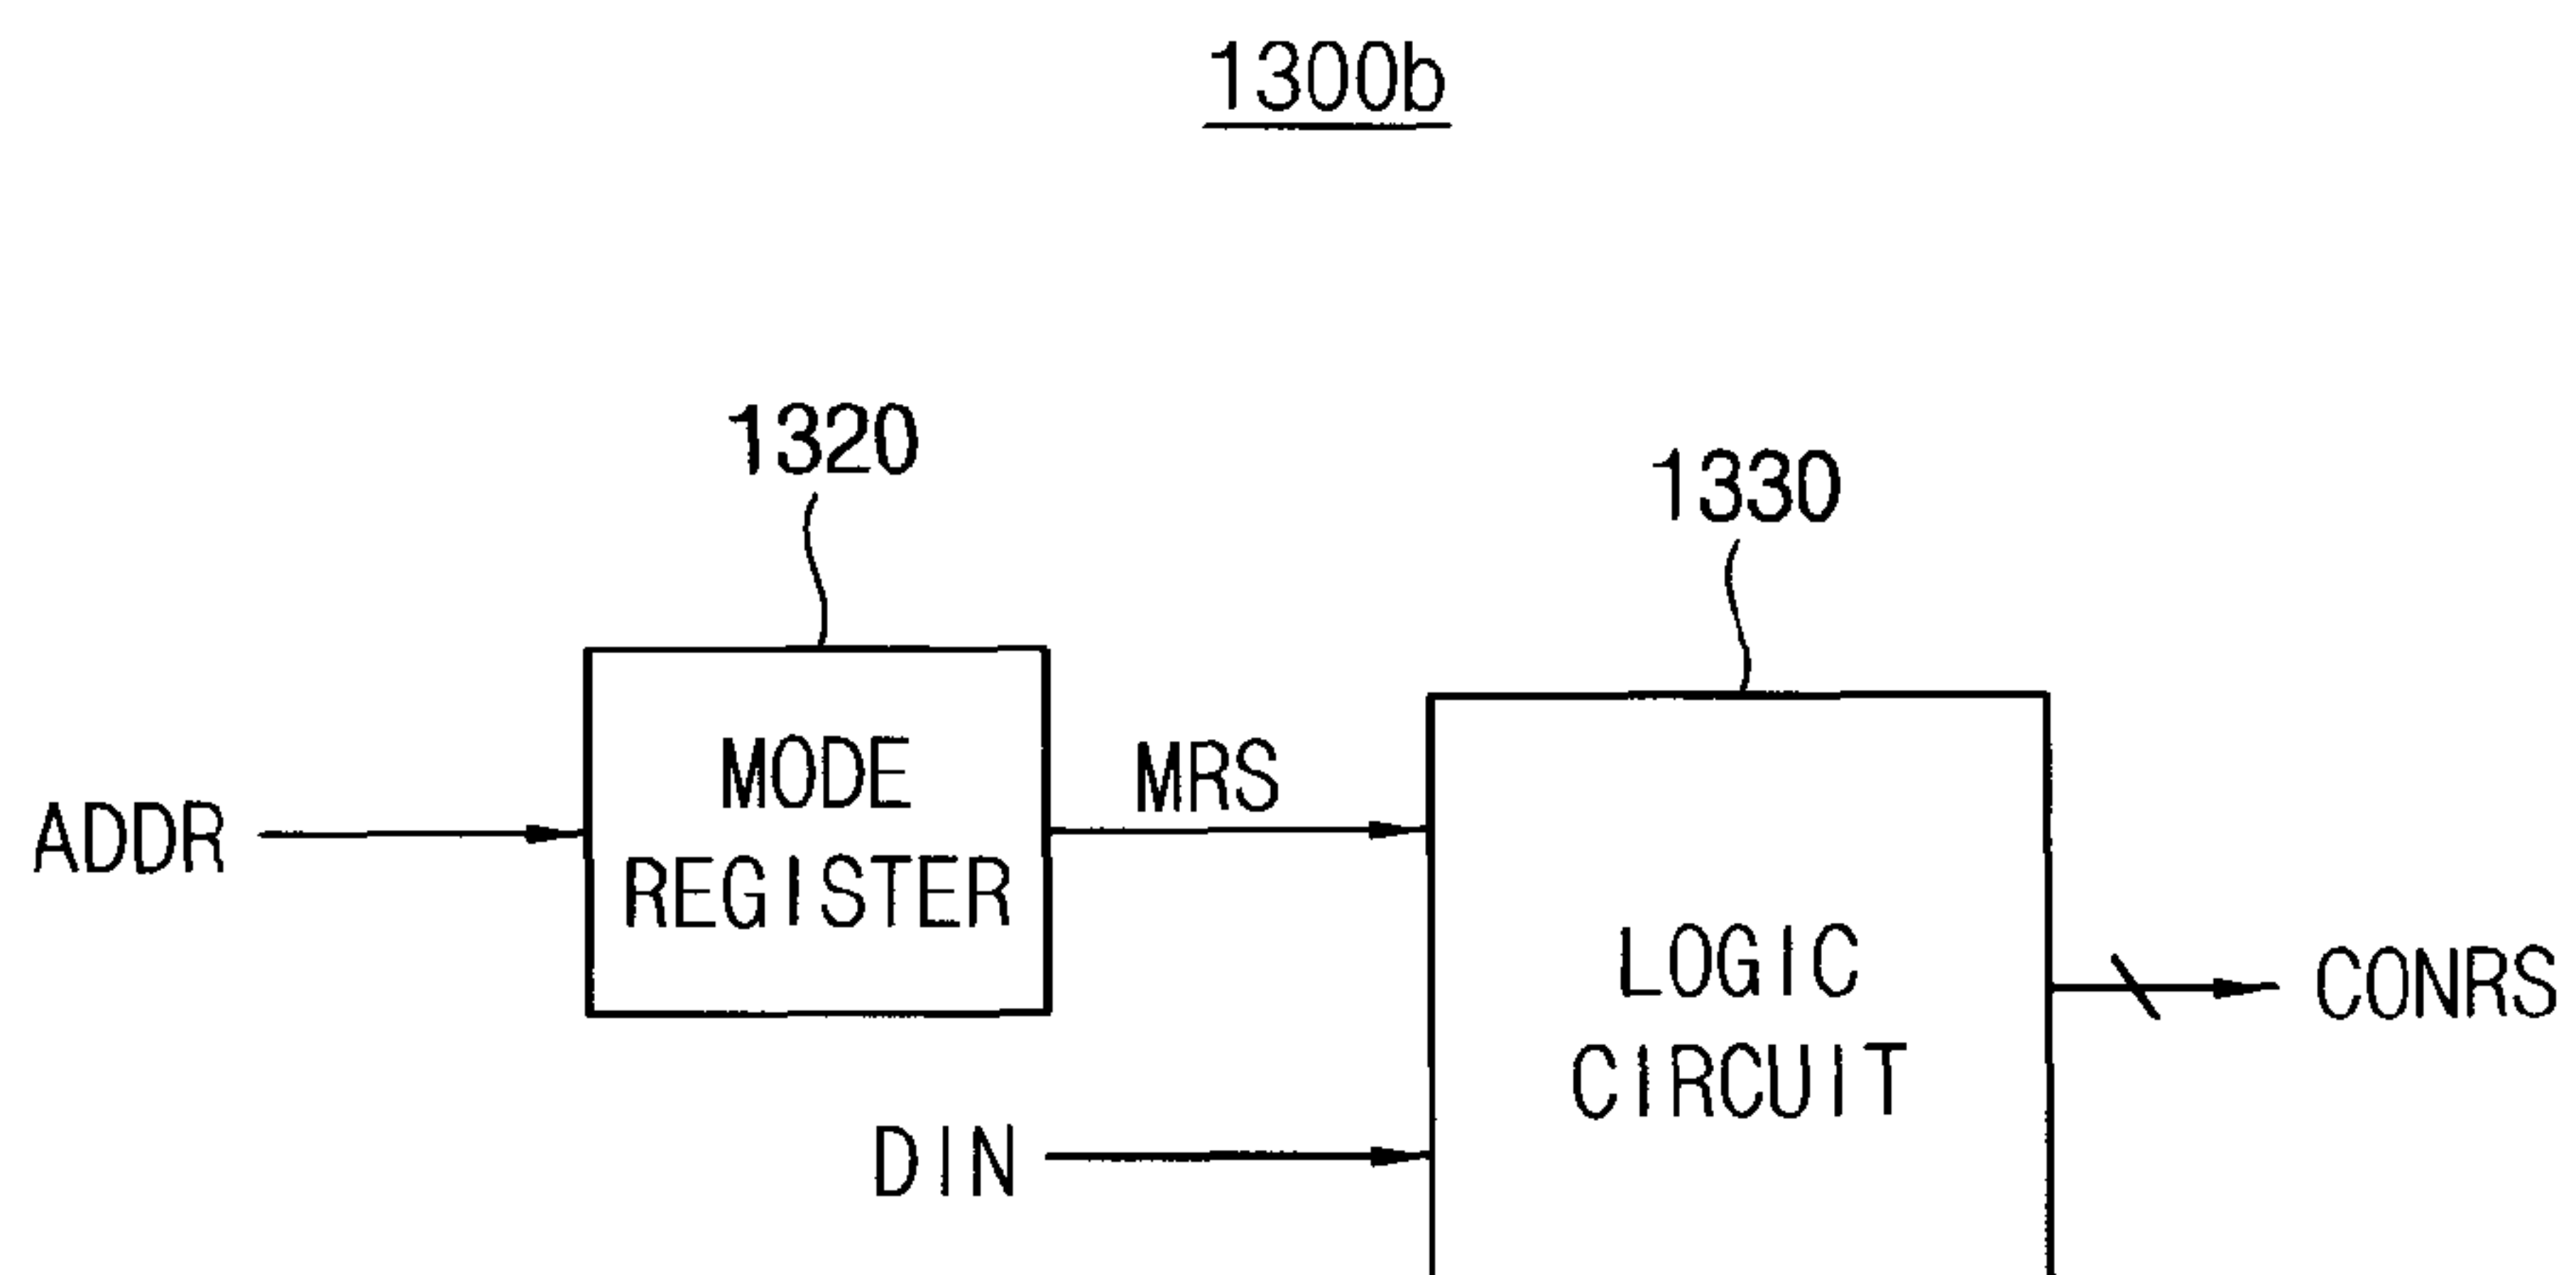 1300b
1320
1330
MODE
REGISTER
MRS
ADDR
LOGIC
CIRCUIT
CONRS
DIN